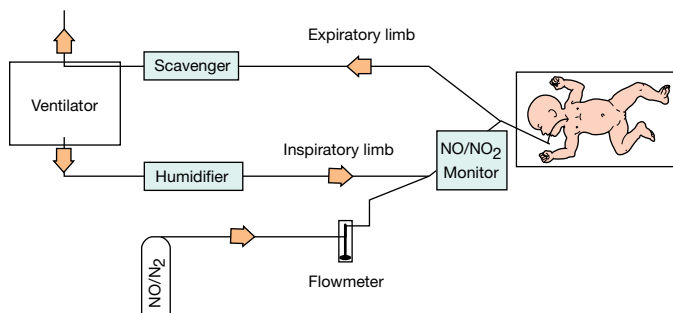 Expiratory limb
Scavenger
Ventilator
Inspiratory limb
NO/NO₂
Monitor
Humidifier
Flowmeter
NO/N₂